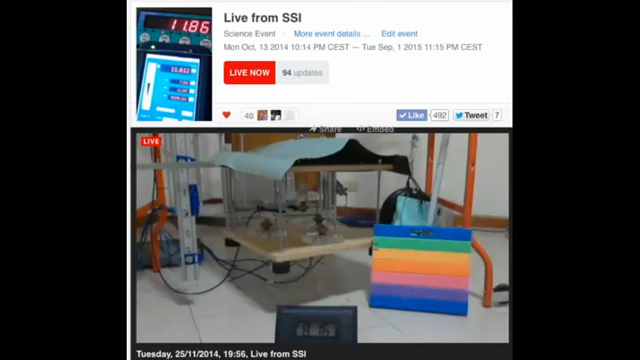 Live from SSI
Science Event · More event details ... Edit event
Mon Oct, 13 2014 10:14 PM CEST — Tue Sep, 1 2015 11:15 PM CEST
LIVE NOW 94 updates
40 Like 492 Tweet 7
11.86
Share Embed
LIVE
Tuesday, 25/11/2014, 19:56, Live from SSI